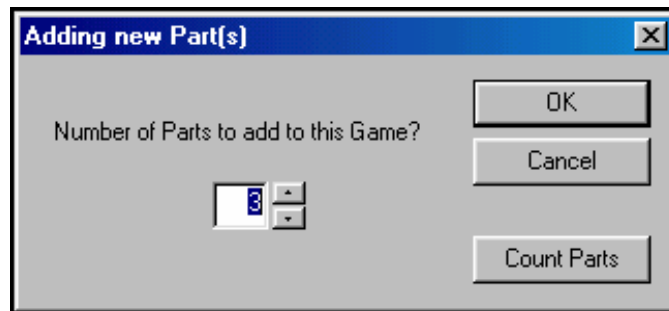 Adding new Part(s)
OK
Number of Parts to add to this Game?
Cancel
3
Count Parts